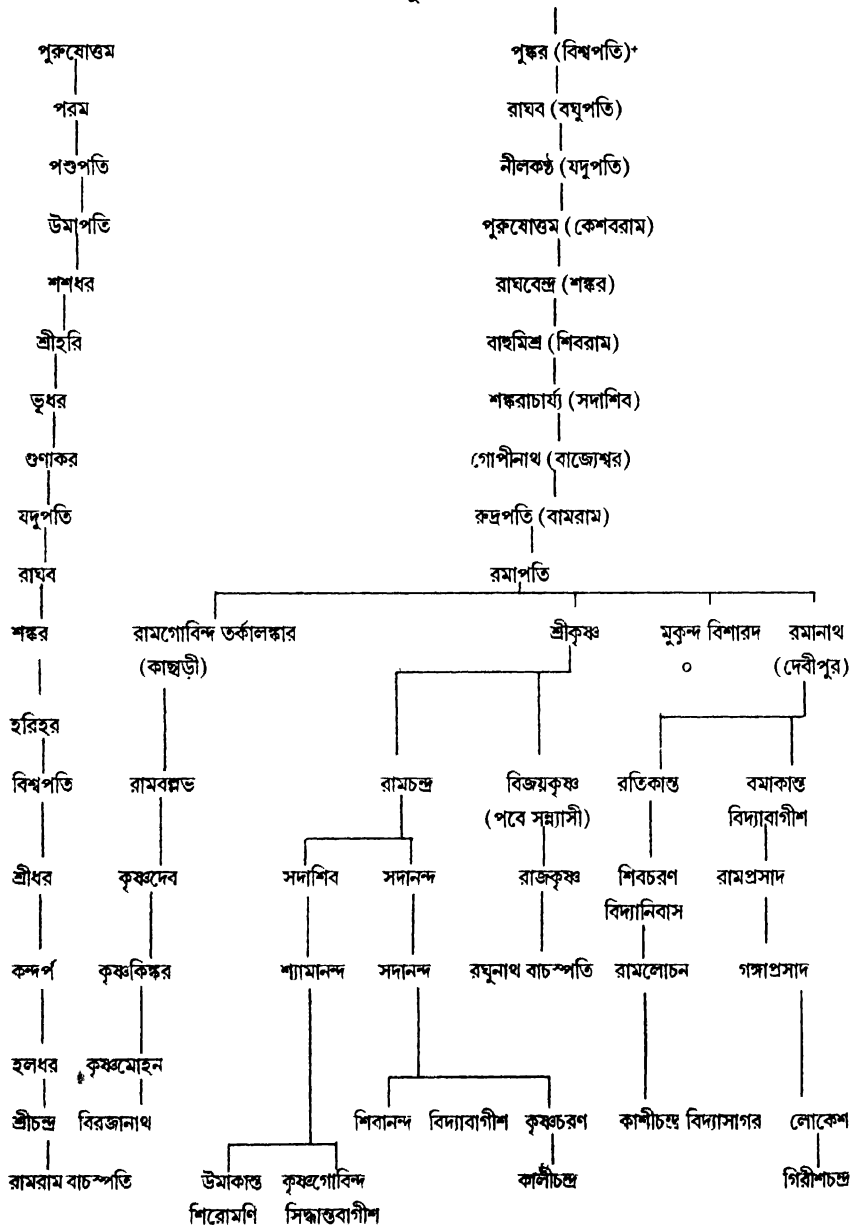 পুরুষোত্তম পুষ্কর (বিশ্বপতি)+
পরম রাঘব (বঘুপতি)
পশুপতি নীলকণ্ঠ (যদুপতি)
উমাপতি পুরুষোত্তম (কেশবরাম)
শশধর রাঘবেন্দ্র (শঙ্কর)
শ্রীহরি বাহুমিশ্র (শিবরাম)
ভূধর শঙ্করাচার্য্য (সদাশিব)
গুণাকর গোপীনাথ (বাজ্যেশ্বর)
যদুপতি রুদ্রপতি (বামরাম)
রাঘব রমাপতি
শঙ্কর রামগোবিন্দ তর্কালঙ্কার শ্রীকৃষ্ণ মুকুন্দ বিশারদ রমানাথ
(কাছাড়ী) ০ (দেবীপুর)
হরিহর
বিশ্বপতি রামবল্লভ রামচন্দ্র বিজয়কৃষ্ণ রতিকান্ত বমাকান্ত
(পবে সন্ন্যাসী) বিদ্যাবাগীশ
শ্রীধর কৃষ্ণদেব সদাশিব সদানন্দ রাজকৃষ্ণ শিবচরণ রামপ্রসাদ
বিদ্যানিবাস
কন্দর্প কৃষ্ণকিঙ্কর শ্যামানন্দ সদানন্দ রঘুনাথ বাচস্পতি রামলোচন গঙ্গাপ্রসাদ
হলধর কৃষ্ণমোহন
শ্রীচন্দ্র বিরজানাথ শিবানন্দ বিদ্যাবাগীশ কৃষ্ণচরণ কাশীচন্দ্র বিদ্যাসাগর লোকেশ
রামরাম বাচস্পতি উমাকান্ত কৃষ্ণগোবিন্দ কালীচন্দ্র গিরীশচন্দ্র
শিরোমণি সিদ্ধান্তবাগীশ